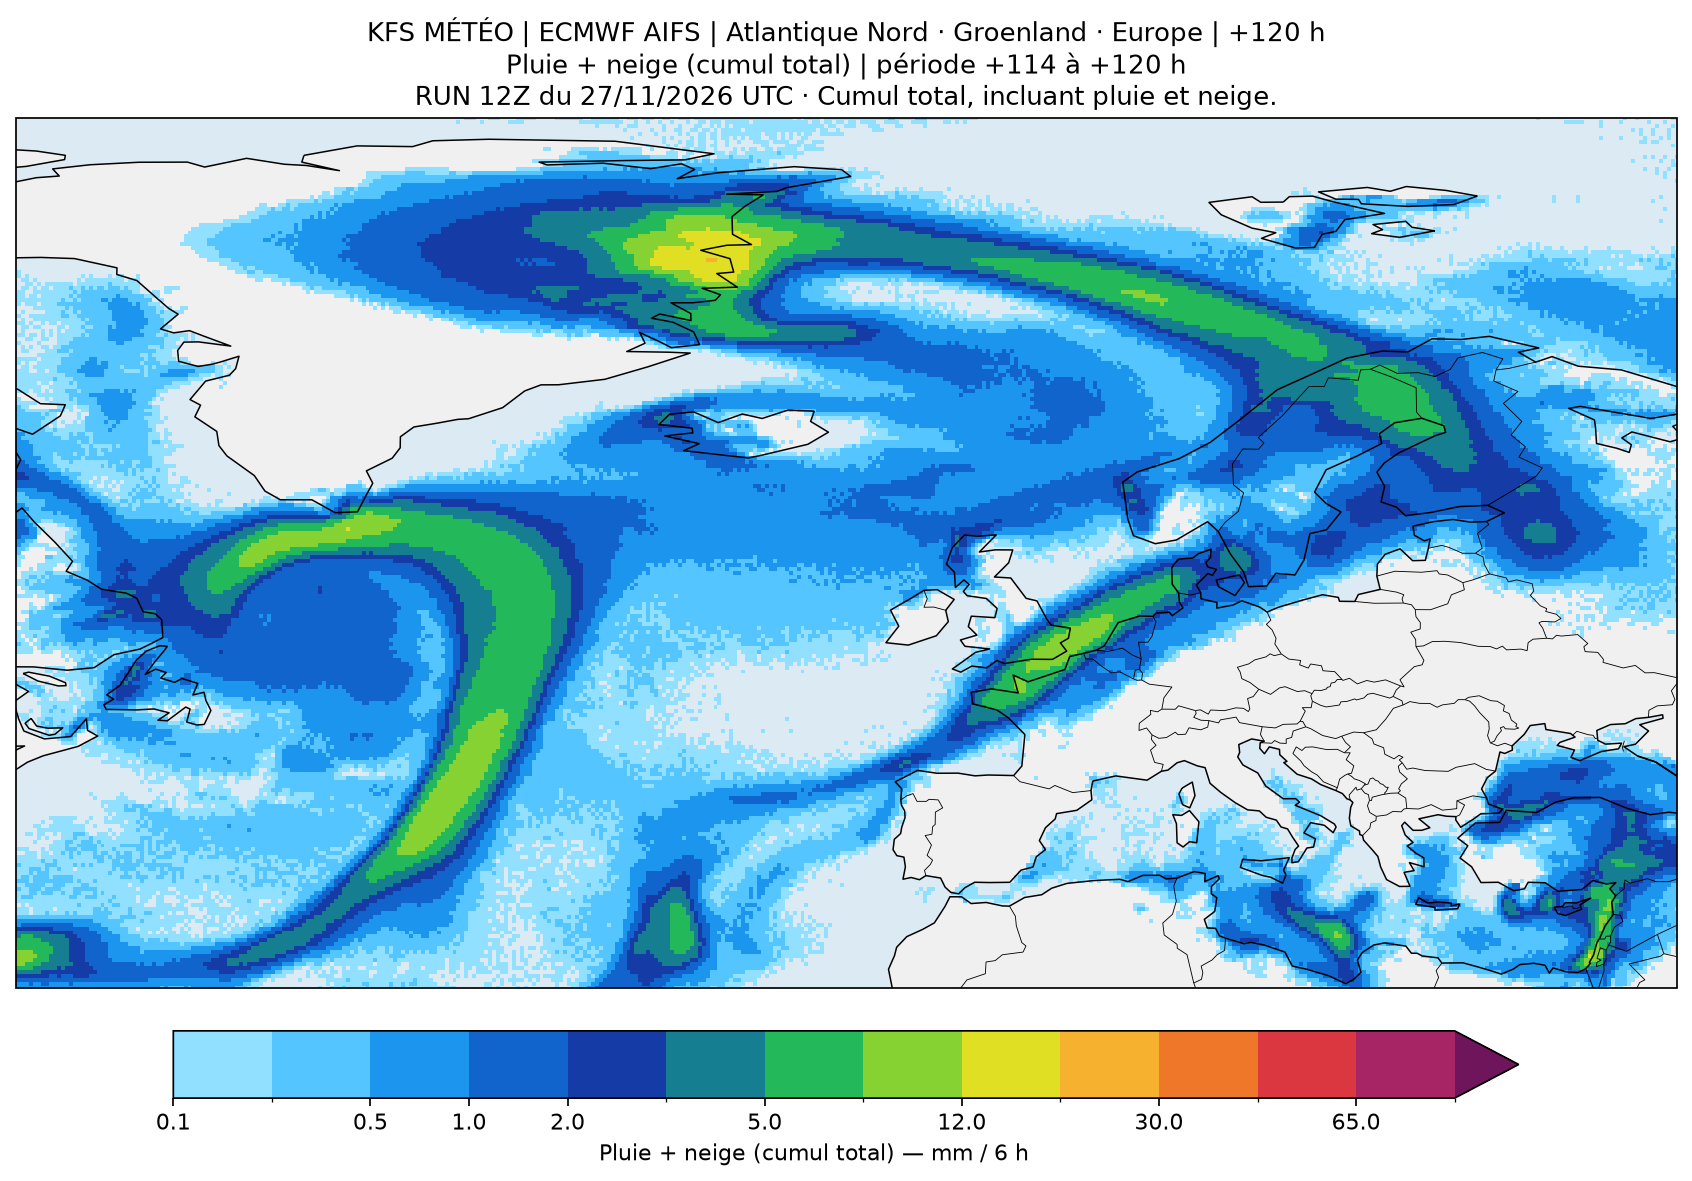 KFS MÉTÉO | ECMWF AIFS | Atlantique Nord · Groenland · Europe | +120 h
Pluie + neige (cumul total) | période +114 à +120 h
RUN 12Z du 27/11/2026 UTC · Cumul total, incluant pluie et neige.
0.1 0.5 1.0 2.0 5.0 12.0 30.0 65.0
Pluie + neige (cumul total) — mm / 6 h